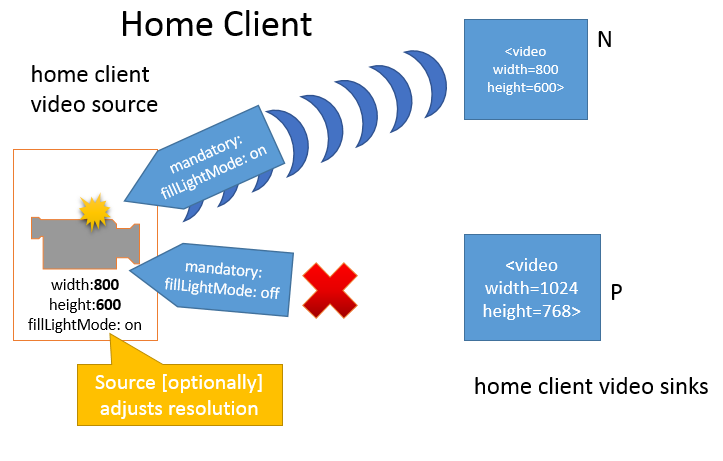 Home Client
home client
video source
mandatory:
fillLightMode: on
<video
width=800
height=600>
N
width:800
height:600
fillLightMode: on
mandatory:
fillLightMode: off
<video
width=1024
height=768>
P
Source [optionally]
adjusts resolution
home client video sinks